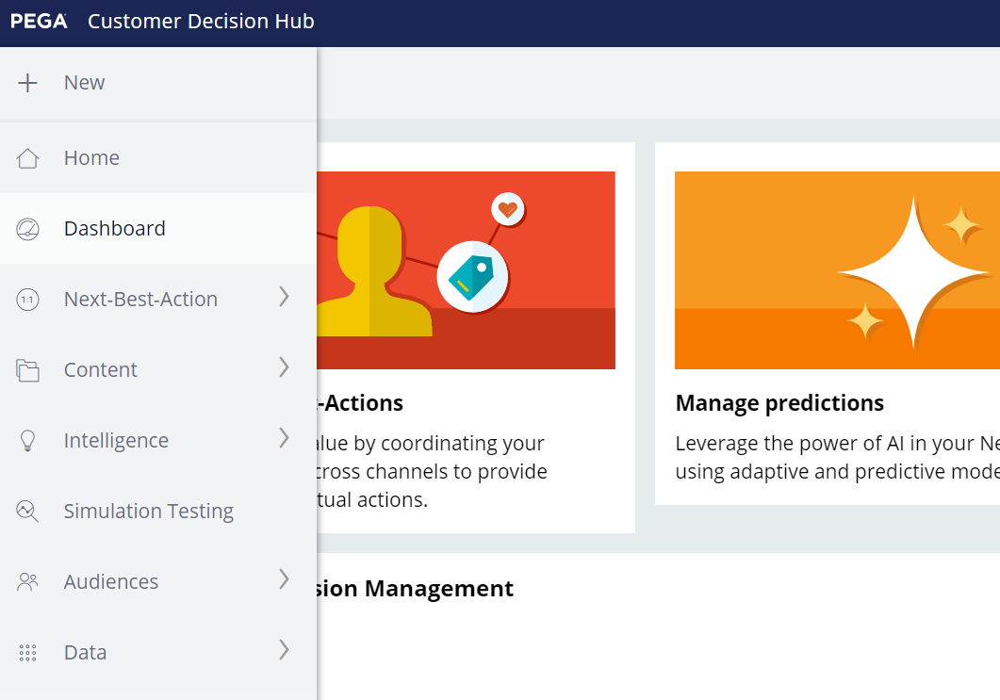 PEGA Customer Decision Hub
New
Home
Dashboard
1:1
Next-Best-Action
Content
Intelligence
Simulation Testing
Audiences
Data
-Actions
lue by coordinating your
cross channels to provide
tual actions.
Manage predictions
Leverage the power of AI in your Ne
using adaptive and predictive mode
sion Management